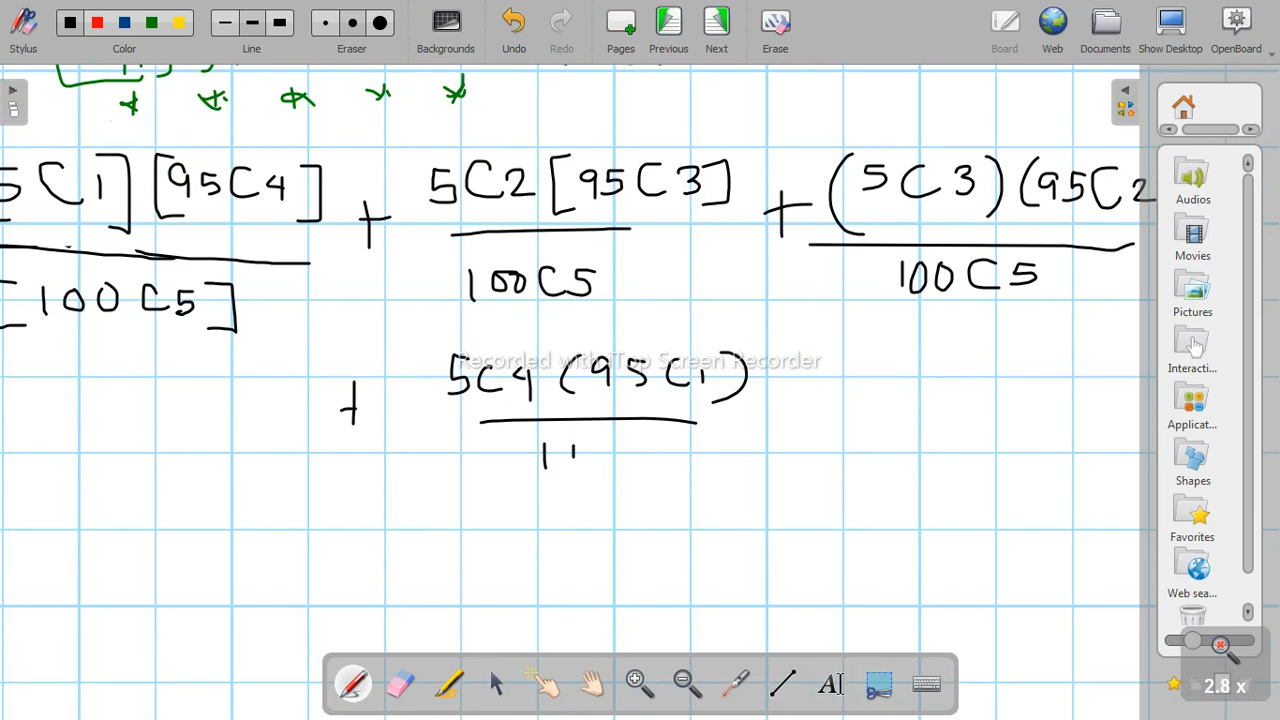 Stylus Color Line Eraser Backgrounds Undo Redo Pages Previous Next Erase Board Web Documents Show Desktop OpenBoard
5C1] [95C4] + 5C2[95C3] + (5C3)(95C2
[100C5] 100C5 100C5
Recorded with iTop Screen Recorder
+ 5C4(95C1)
Audios
Movies
Pictures
Interacti...
Applicat...
Shapes
Favorites
Web sea...
2.8 x